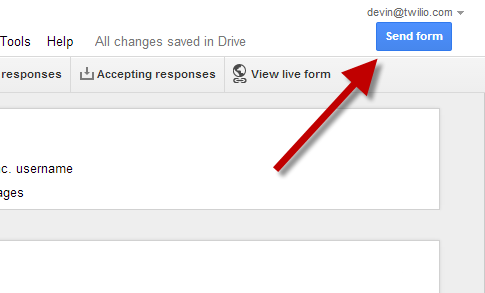 devin@twilio.com
Send form
Tools Help All changes saved in Drive
responses Accepting responses View live form
c. username
ages